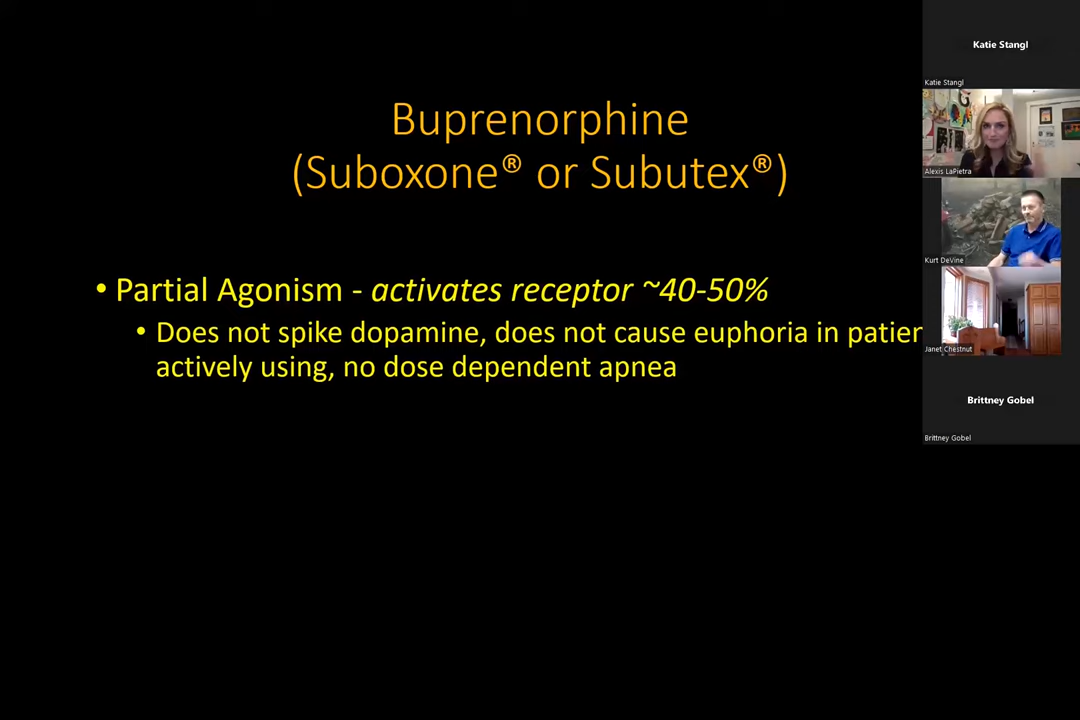 Buprenorphine
(Suboxone® or Subutex®)
• Partial Agonism - activates receptor ~40-50%
• Does not spike dopamine, does not cause euphoria in
actively using, no dose dependent apnea
Katie Stangl
Katie Stangl
Alexis LaPietra
Kurt DeVine
Janet Chestnut
Brittney Gobel
Brittney Gobel